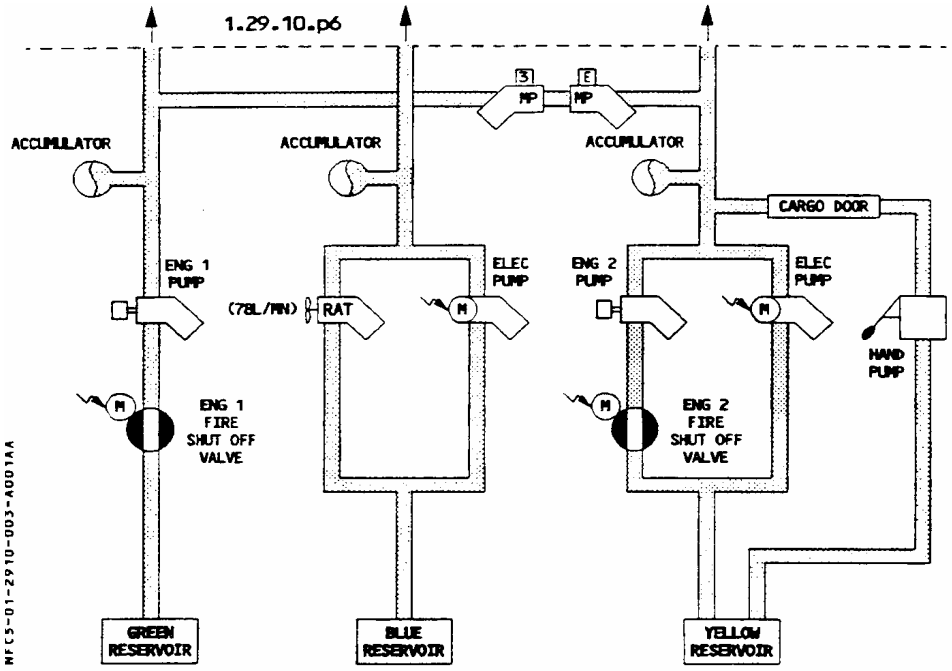 1.29.10.p6
3
E
MP
MP
ACCUMULATOR
ACCUMULATOR
ACCUMULATOR
CARGO DOOR
ENG 1
PUMP
ELEC
PUMP
ENG 2
PUMP
ELEC
PUMP
(78L/MN)
RAT
M
M
HAND
PUMP
M
ENG 1
FIRE
SHUT OFF
VALVE
M
ENG 2
FIRE
SHUT OFF
VALVE
GREEN
RESERVOIR
BLUE
RESERVOIR
YELLOW
RESERVOIR
NFC5-01-2910-003-A001AA